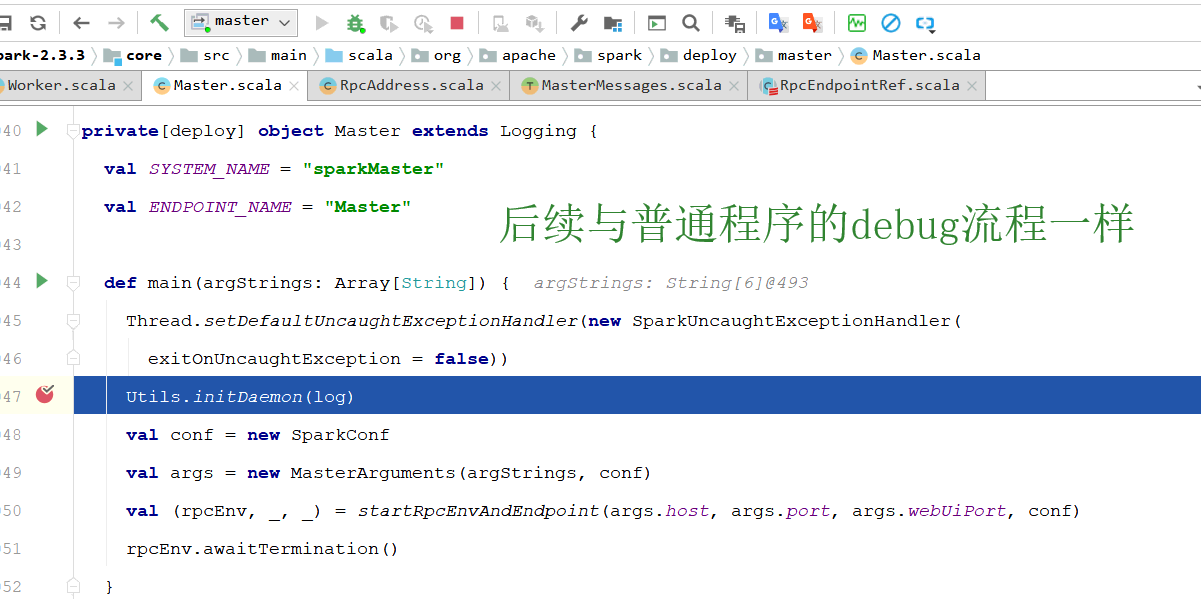 master
park-2.3.3 core src main scala org apache spark deploy master Master.scala
Worker.scala Master.scala RpcAddress.scala MasterMessages.scala RpcEndpointRef.scala
40 private[deploy] object Master extends Logging {
41 val SYSTEM_NAME = "sparkMaster"
42 val ENDPOINT_NAME = "Master"
后续与普通程序的debug流程一样
43
44 def main(argStrings: Array[String]) { argStrings: String[6]@493
45 Thread.setDefaultUncaughtExceptionHandler(new SparkUncaughtExceptionHandler(
46 exitOnUncaughtException = false))
47 Utils.initDaemon(log)
48 val conf = new SparkConf
49 val args = new MasterArguments(argStrings, conf)
50 val (rpcEnv, _, _) = startRpcEnvAndEndpoint(args.host, args.port, args.webUiPort, conf)
51 rpcEnv.awaitTermination()
52 }